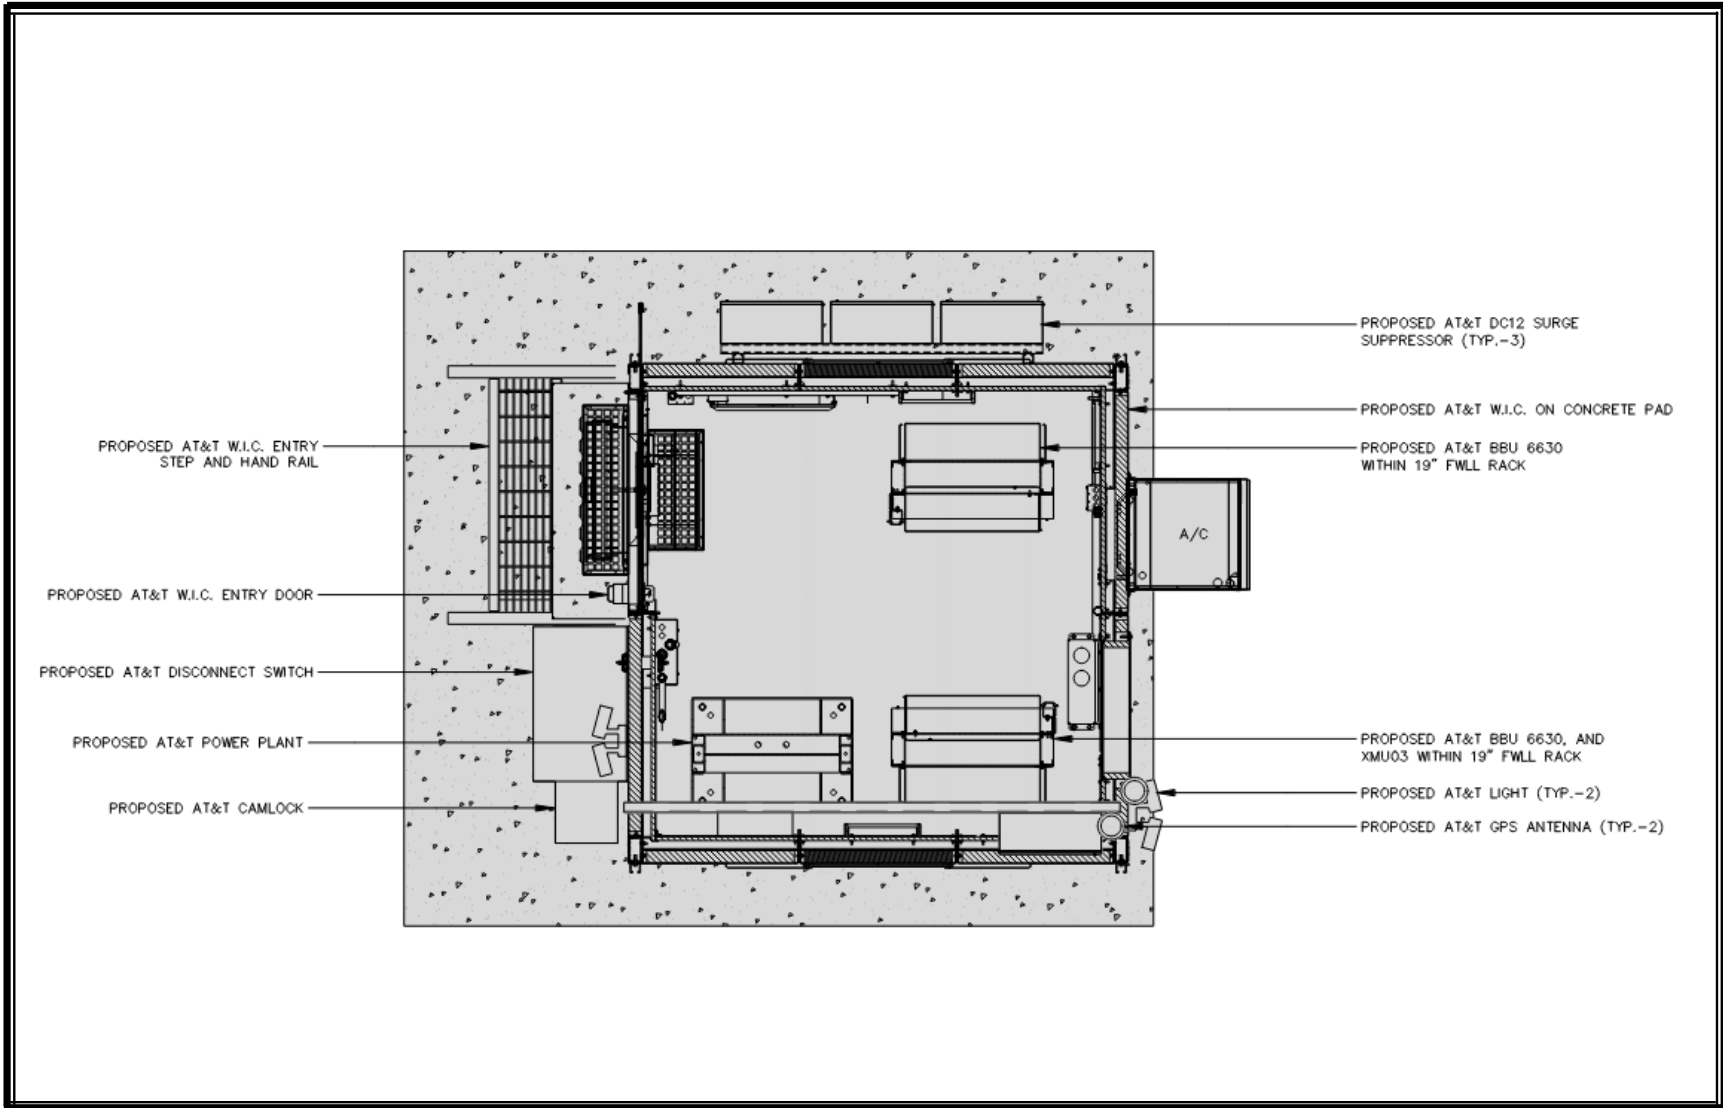 PROPOSED AT&T DC12 SURGE
SUPPRESSOR (TYP.-3)
PROPOSED AT&T W.I.C. ON CONCRETE PAD
PROPOSED AT&T W.I.C. ENTRY
STEP AND HAND RAIL
PROPOSED AT&T BBU 6630
WITHIN 19" FWLL RACK
A/C
PROPOSED AT&T W.I.C. ENTRY DOOR
PROPOSED AT&T DISCONNECT SWITCH
PROPOSED AT&T POWER PLANT
PROPOSED AT&T BBU 6630, AND
XMU03 WITHIN 19" FWLL RACK
PROPOSED AT&T LIGHT (TYP.-2)
PROPOSED AT&T CAMLOCK
PROPOSED AT&T GPS ANTENNA (TYP.-2)